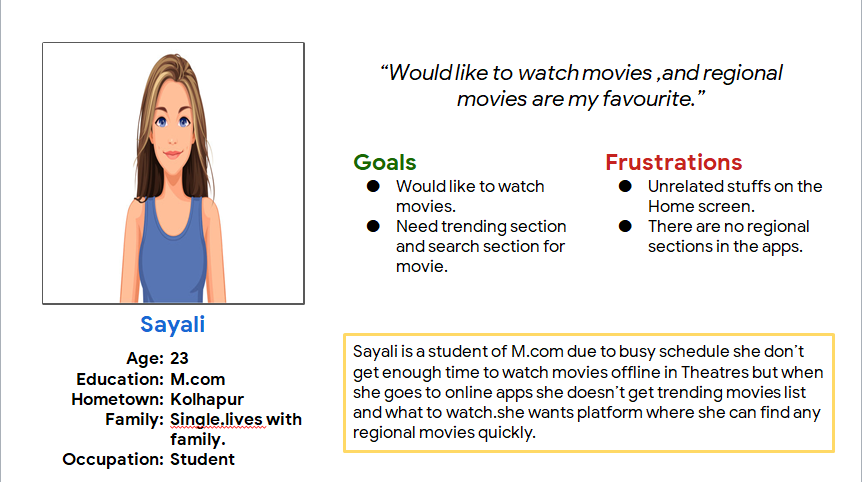 “Would like to watch movies ,and regional
movies are my favourite.”
Goals
● Would like to watch
movies.
● Need trending section
and search section for
movie.
Frustrations
● Unrelated stuffs on the
Home screen.
● There are no regional
sections in the apps.
Sayali
Age: 23
Education: M.com
Hometown: Kolhapur
Family: Single.lives with
family.
Occupation: Student
Sayali is a student of M.com due to busy schedule she don’t
get enough time to watch movies offline in Theatres but when
she goes to online apps she doesn’t get trending movies list
and what to watch.she wants platform where she can find any
regional movies quickly.